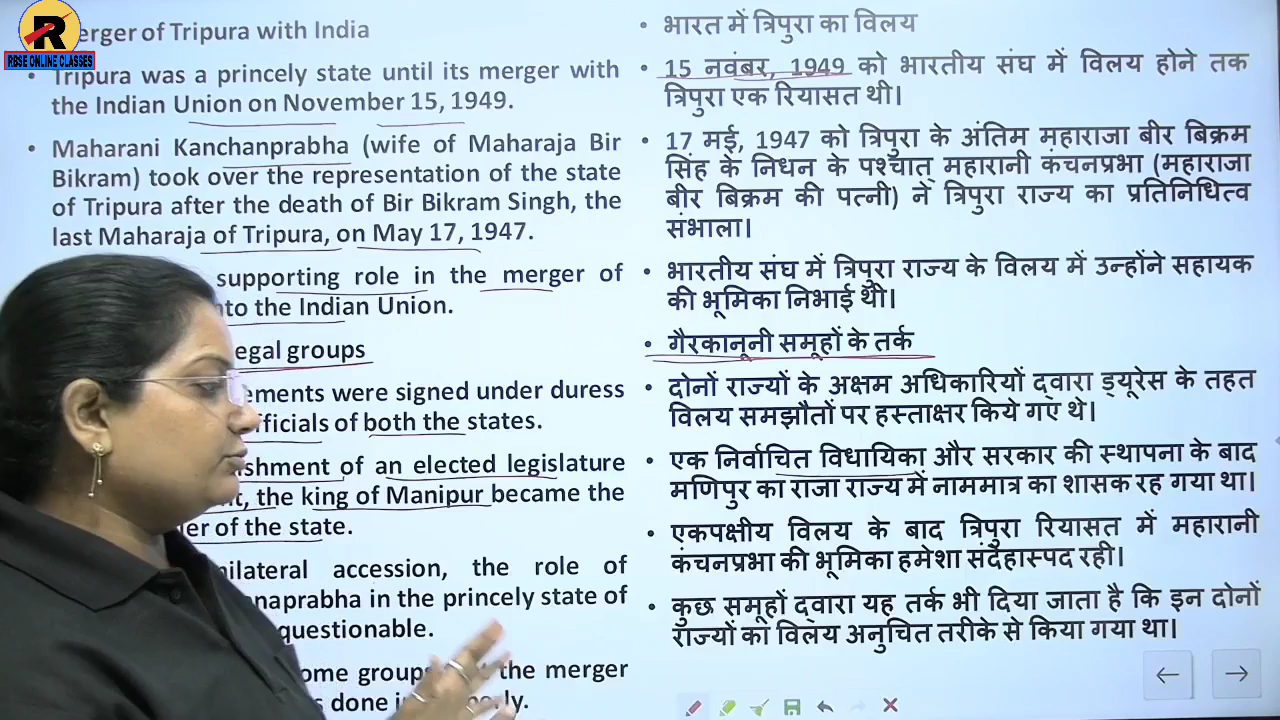 R
RBSE ONLINE CLASSES
erger of Tripura with India
• Tripura was a princely state until its merger with
the Indian Union on November 15, 1949.
• Maharani Kanchanprabha (wife of Maharaja Bir
Bikram) took over the representation of the state
of Tripura after the death of Bir Bikram Singh, the
last Maharaja of Tripura, on May 17, 1947.
supporting role in the merger of
to the Indian Union.
egal groups
ements were signed under duress
fficials of both the states.
shment of an elected legislature
the king of Manipur became the
er of the state.
ilateral accession, the role of
naprabha in the princely state of
questionable.
ome groups the merger
done
• भारत में त्रिपुरा का विलय
• 15 नवंबर, 1949 को भारतीय संघ में विलय होने तक
त्रिपुरा एक रियासत थी।
• 17 मई, 1947 को त्रिपुरा के अंतिम महाराजा बीर बिक्रम
सिंह के निधन के पश्चात् महारानी कंचनप्रभा (महाराजा
बीर बिक्रम की पत्नी) ने त्रिपुरा राज्य का प्रतिनिधित्व
संभाला।
• भारतीय संघ में त्रिपुरा राज्य के विलय में उन्होंने सहायक
की भूमिका निभाई थी।
• गैरकानूनी समूहों के तर्क
• दोनों राज्यों के अक्षम अधिकारियों द्वारा ड्यूरेस के तहत
विलय समझौतों पर हस्ताक्षर किये गए थे।
• एक निर्वाचित विधायिका और सरकार की स्थापना के बाद
मणिपुर का राजा राज्य में नाममात्र का शासक रह गया था।
• एकपक्षीय विलय के बाद त्रिपुरा रियासत में महारानी
कंचनप्रभा की भूमिका हमेशा संदेहास्पद रही।
• कुछ समूहों द्वारा यह तर्क भी दिया जाता है कि इन दोनों
राज्यों का विलय अनुचित तरीके से किया गया था।